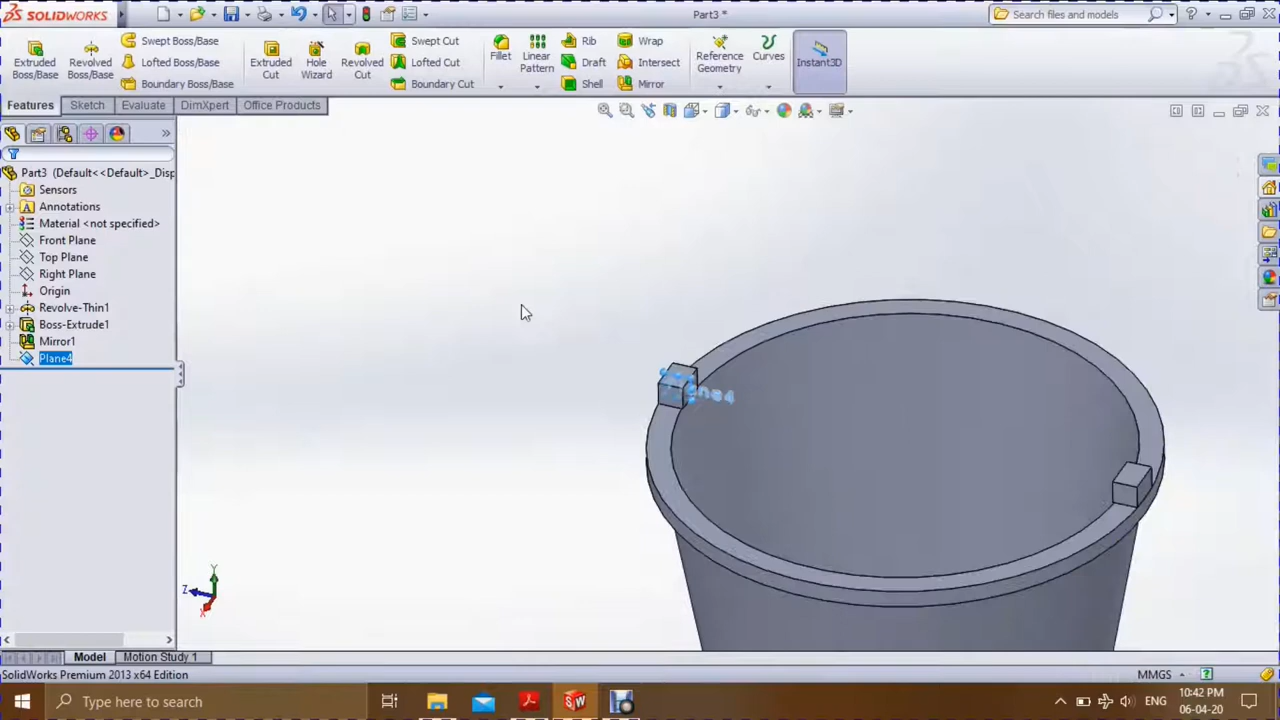 SOLIDWORKS
Part3 *
Search files and models
Extruded Boss/Base
Revolved Boss/Base
Swept Boss/Base
Lofted Boss/Base
Boundary Boss/Base
Extruded Cut
Hole Wizard
Revolved Cut
Swept Cut
Lofted Cut
Boundary Cut
Fillet
Linear Pattern
Rib
Draft
Shell
Wrap
Intersect
Mirror
Reference Geometry
Curves
Instant3D
Features
Sketch
Evaluate
DimXpert
Office Products
Part3 (Default<<Default>_Disp
Sensors
Annotations
Material <not specified>
Front Plane
Top Plane
Right Plane
Origin
Revolve-Thin1
Boss-Extrude1
Mirror1
Plane4
Y
Z
X
Model
Motion Study 1
SolidWorks Premium 2013 x64 Edition
MMGS
Type here to search
ENG
10:42 PM
06-04-20